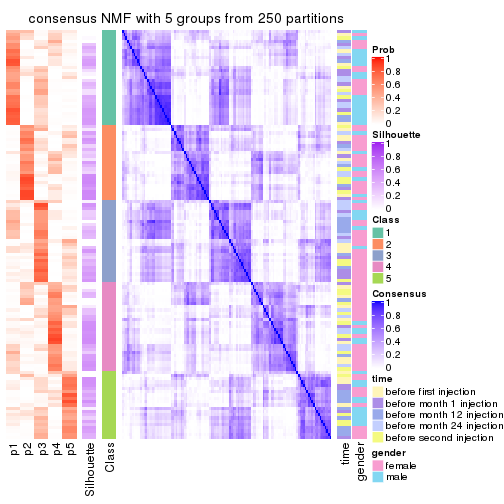 consensus NMF with 5 groups from 250 partitions
Prob
1
0.8
0.6
0.4
0.2
0
Silhouette
1
0.8
0.6
0.4
0.2
0
Class
1
2
3
4
5
Consensus
1
0.8
0.6
0.4
0.2
0
time
before first injection
before month 1 injection
before month 12 injection
before month 24 injection
before second injection
gender
female
male
p1
p2
p3
p4
p5
Silhouette
Class
time
gender